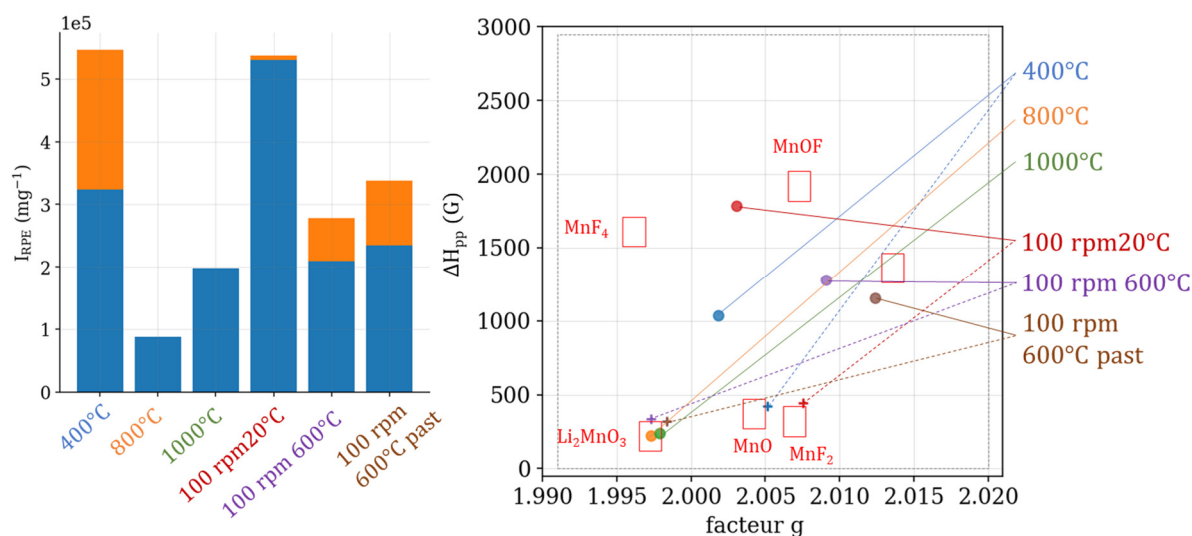 1e5
5
4
3
2
1
0
I_RPE (mg⁻¹)
400°C
800°C
1000°C
100 rpm20°C
100 rpm 600°C
100 rpm
600°C past
3000
2500
2000
1500
1000
500
0
ΔH_pp (G)
MnOF
MnF₄
Li₂MnO₃
MnO
MnF₂
1.990
1.995
2.000
2.005
2.010
2.015
2.020
facteur g
400°C
800°C
1000°C
100 rpm20°C
100 rpm 600°C
100 rpm
600°C past